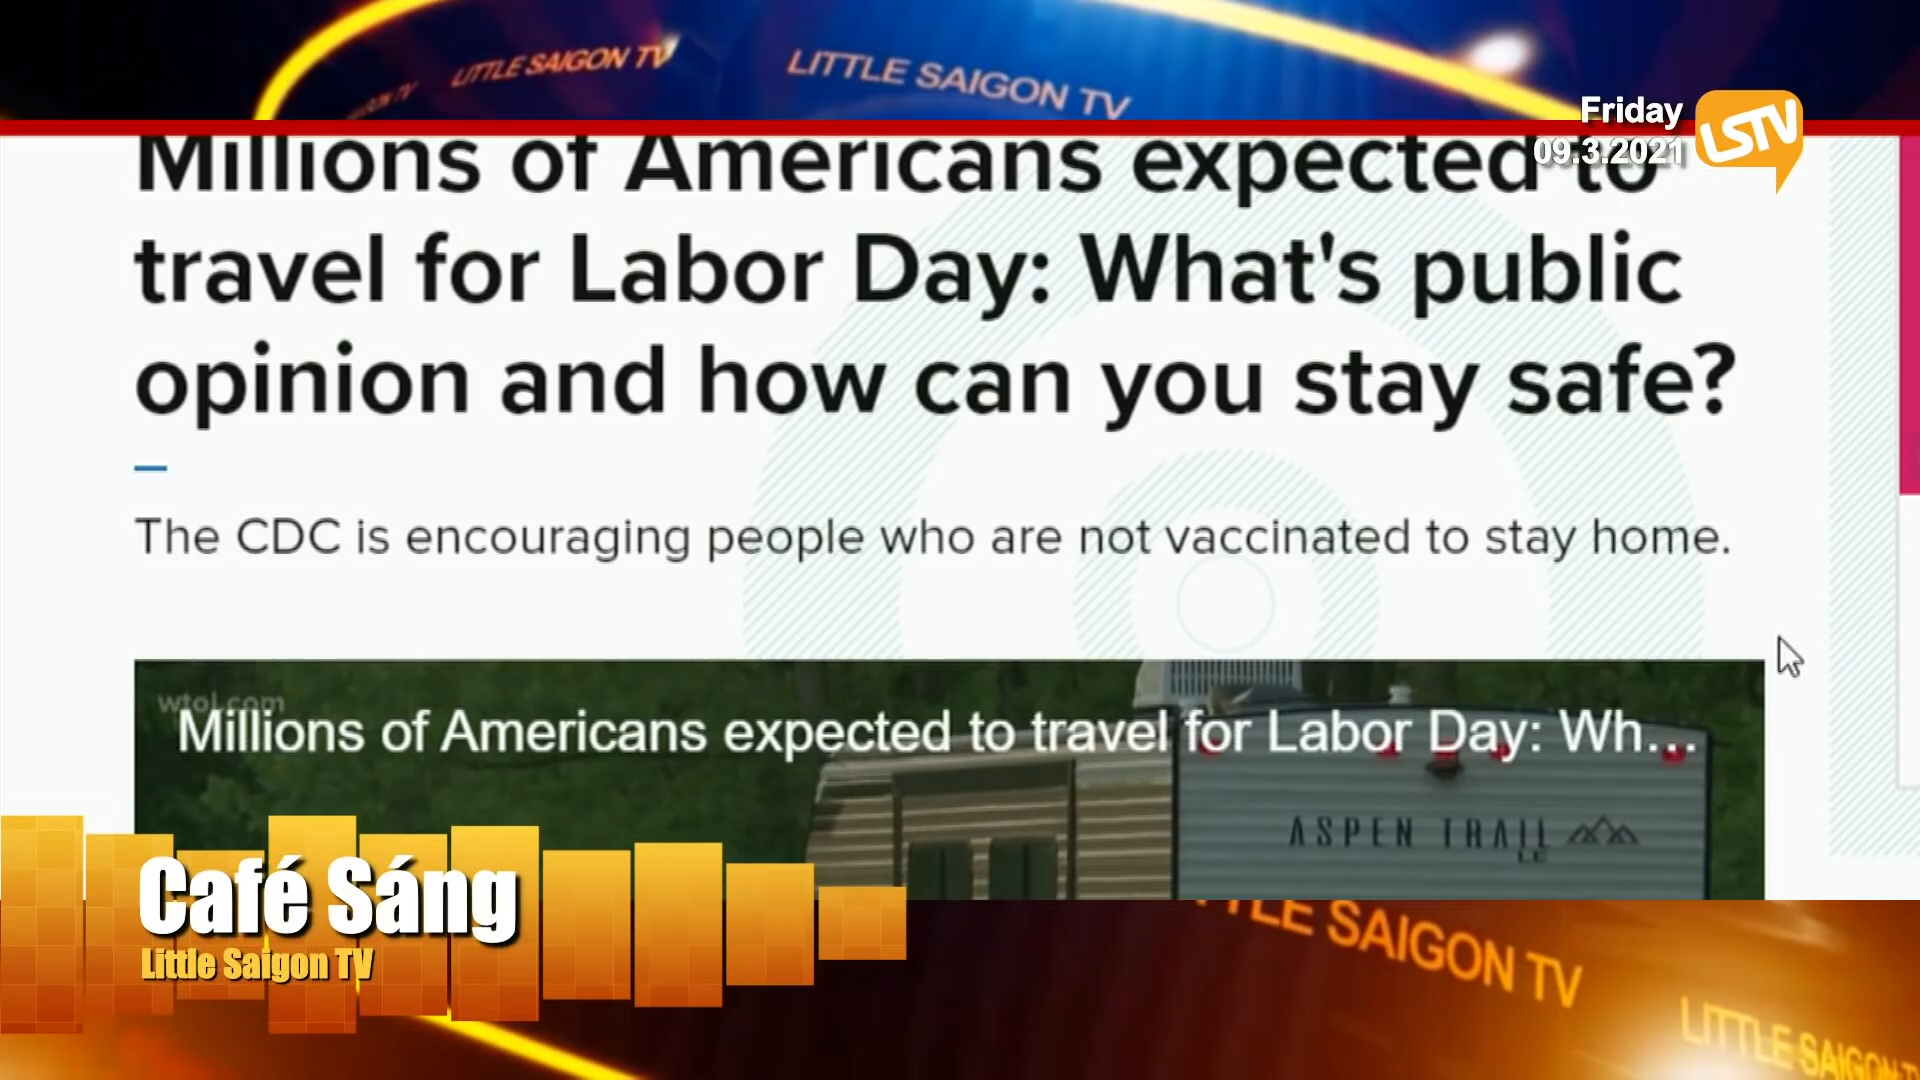 LITTLE SAIGON TV
LITTLE SAIGON TV
Friday
09.3.2021
LSTV
Millions of Americans expected to
travel for Labor Day: What's public
opinion and how can you stay safe?
The CDC is encouraging people who are not vaccinated to stay home.
wtol.com
Millions of Americans expected to travel for Labor Day: Wh...
ASPEN TRAIL
LE
Café Sáng
Little Saigon TV
TLE SAIGON TV
LITTLE SAIGON T